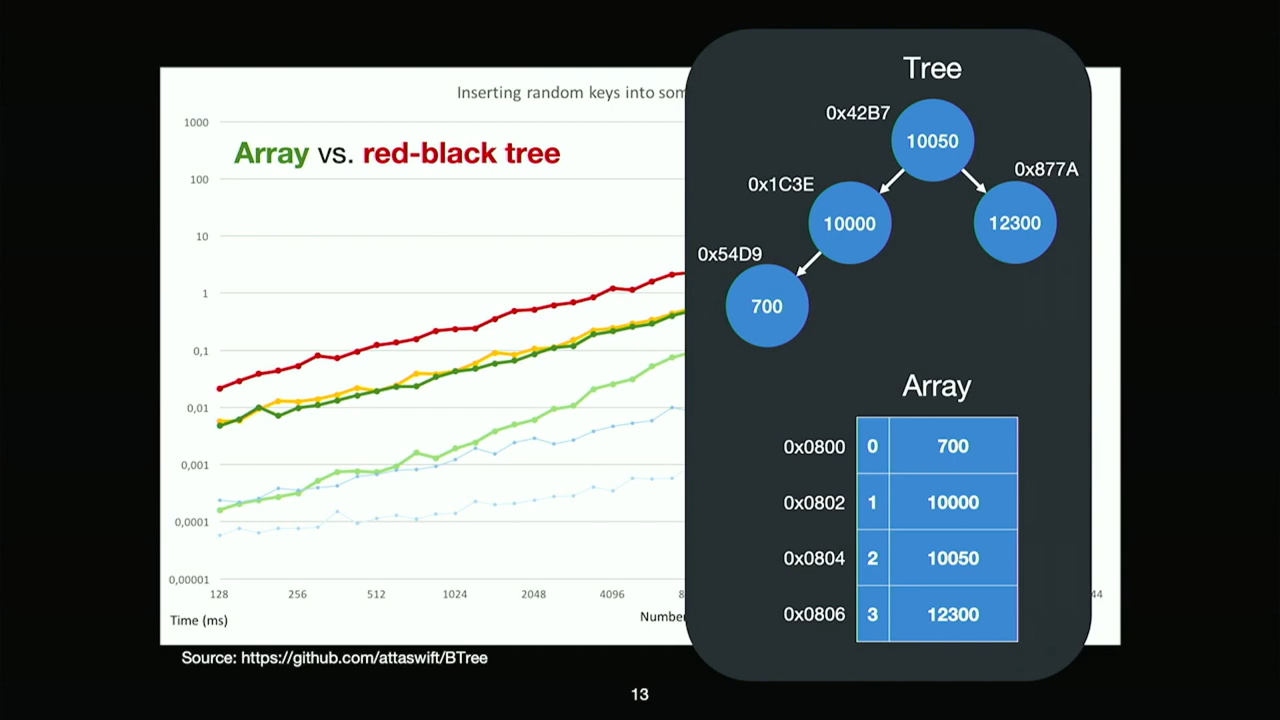 Inserting random keys into som
Array vs. red-black tree
1000
100
10
1
0,1
0,01
0,001
0,0001
0,00001
128
256
512
1024
2048
4096
8
44
Time (ms)
Number
Tree
0x42B7
10050
0x877A
0x1C3E
10000
12300
0x54D9
700
Array
0x0800 0 700
0x0802 1 10000
0x0804 2 10050
0x0806 3 12300
Source: https://github.com/attaswift/BTree
13